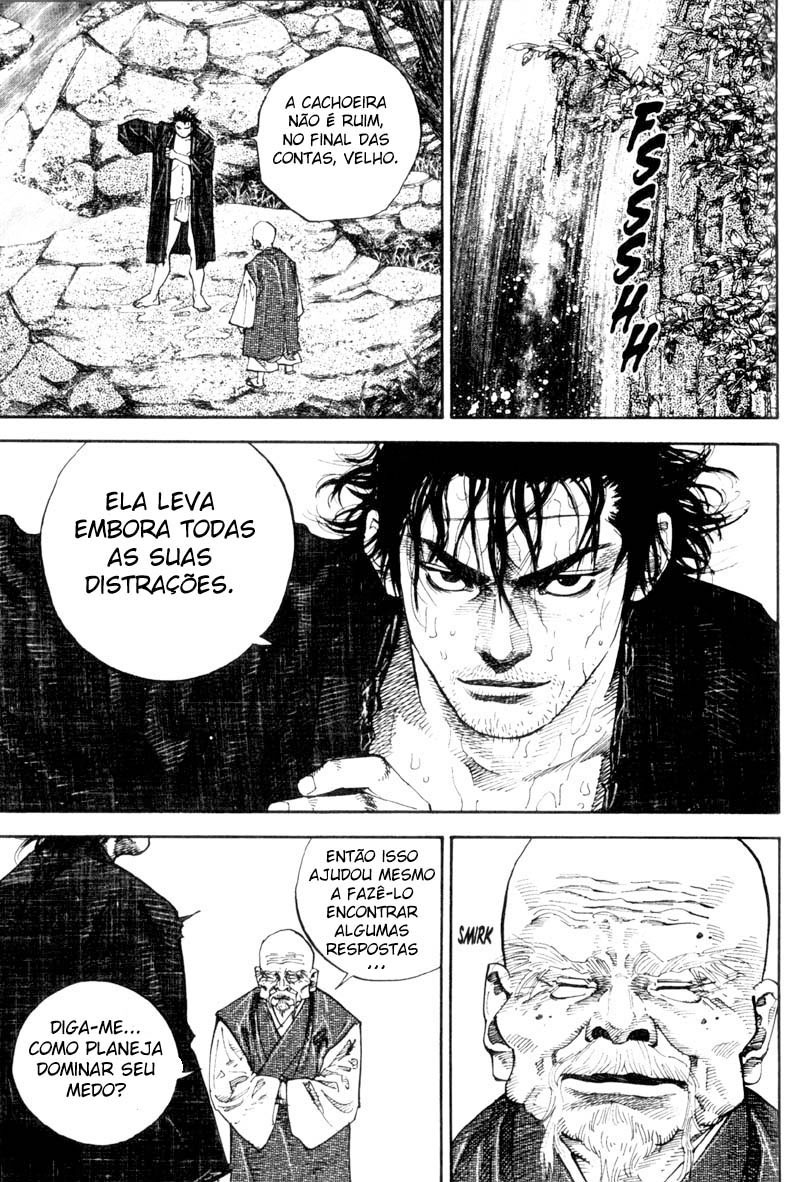 FSSSHH
A CACHOEIRA
NÃO É RUIM,
NO FINAL DAS
CONTAS, VELHO.
ELA LEVA
EMBORA TODAS
AS SUAS
DISTRAÇÕES.
SMIRK
ENTÃO ISSO
AJUDOU MESMO
A FAZÊ-LO
ENCONTRAR
ALGUMAS
RESPOSTAS
...
DIGA-ME...
COMO PLANEJA
DOMINAR SEU
MEDO?